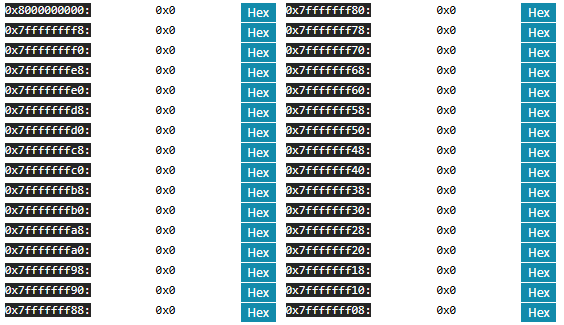 0x8000000000: 0x0 Hex 0x7fffffff80: 0x0 Hex
0x7ffffffff8: 0x0 Hex 0x7fffffff78: 0x0 Hex
0x7ffffffff0: 0x0 Hex 0x7fffffff70: 0x0 Hex
0x7fffffffe8: 0x0 Hex 0x7fffffff68: 0x0 Hex
0x7fffffffe0: 0x0 Hex 0x7fffffff60: 0x0 Hex
0x7fffffffd8: 0x0 Hex 0x7fffffff58: 0x0 Hex
0x7fffffffd0: 0x0 Hex 0x7fffffff50: 0x0 Hex
0x7fffffffc8: 0x0 Hex 0x7fffffff48: 0x0 Hex
0x7fffffffc0: 0x0 Hex 0x7fffffff40: 0x0 Hex
0x7fffffffb8: 0x0 Hex 0x7fffffff38: 0x0 Hex
0x7fffffffb0: 0x0 Hex 0x7fffffff30: 0x0 Hex
0x7fffffffa8: 0x0 Hex 0x7fffffff28: 0x0 Hex
0x7fffffffa0: 0x0 Hex 0x7fffffff20: 0x0 Hex
0x7fffffff98: 0x0 Hex 0x7fffffff18: 0x0 Hex
0x7fffffff90: 0x0 Hex 0x7fffffff10: 0x0 Hex
0x7fffffff88: 0x0 Hex 0x7fffffff08: 0x0 Hex